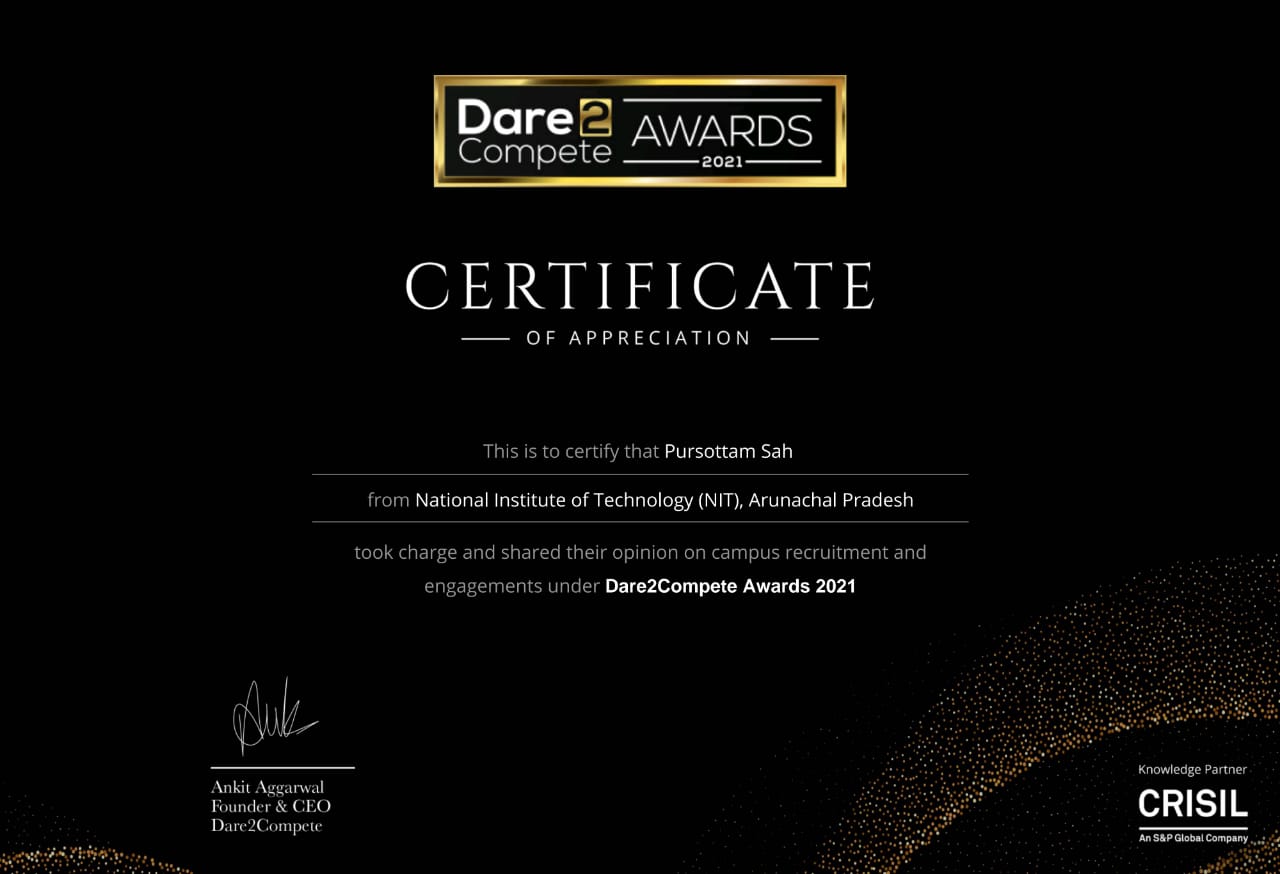 Dare2 Compete AWARDS 2021
CERTIFICATE
OF APPRECIATION
This is to certify that Pursottam Sah
from National Institute of Technology (NIT), Arunachal Pradesh
took charge and shared their opinion on campus recruitment and
engagements under Dare2Compete Awards 2021
Ankit Aggarwal
Founder & CEO
Dare2Compete
Knowledge Partner
CRISIL
An S&P Global Company